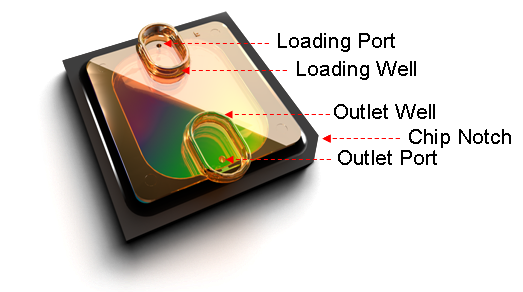 Loading Port
Loading Well
Outlet Well
Chip Notch
Outlet Port